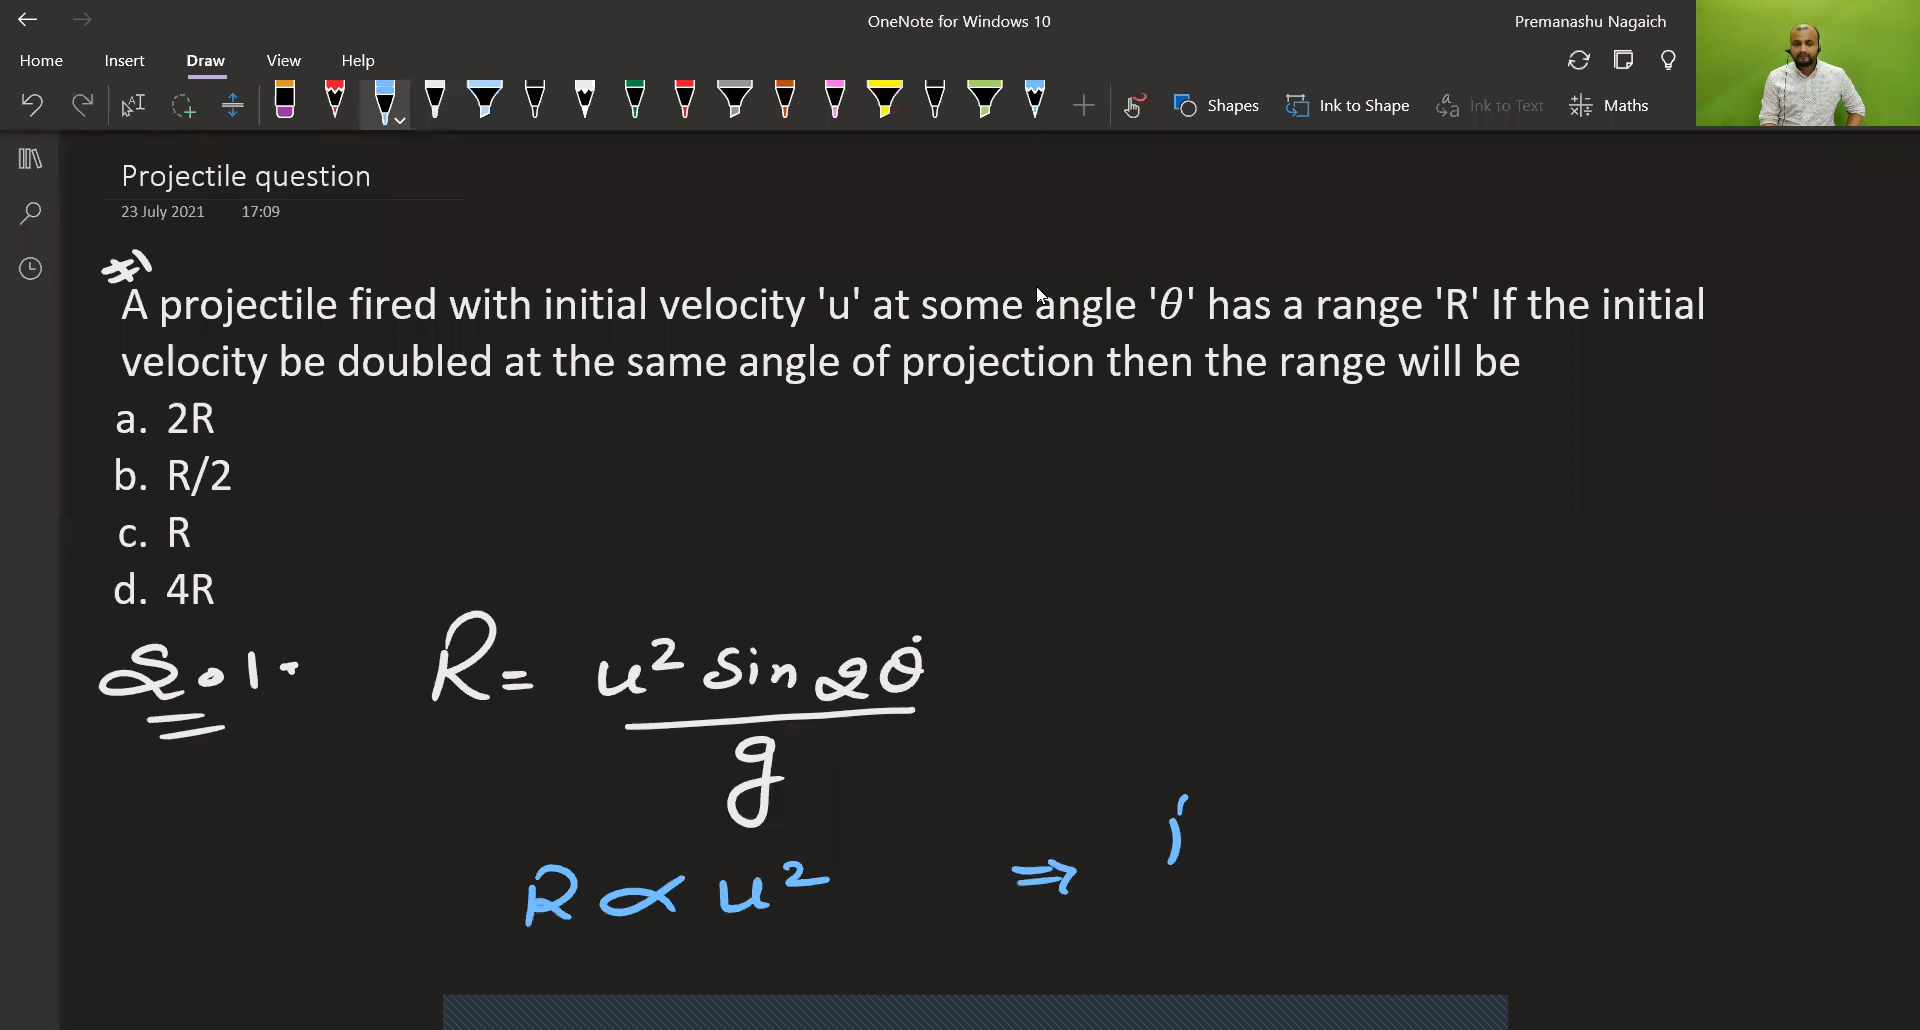 OneNote for Windows 10
Premanashu Nagaich
Home Insert Draw View Help
Shapes Ink to Shape Ink to Text Maths
Projectile question
23 July 2021 17:09
A projectile fired with initial velocity 'u' at some angle 'θ' has a range 'R' If the initial
velocity be doubled at the same angle of projection then the range will be
a. 2R
b. R/2
c. R
d. 4R
Sol.
R = u² sin 2θ
g
R ∝ u² ⇒